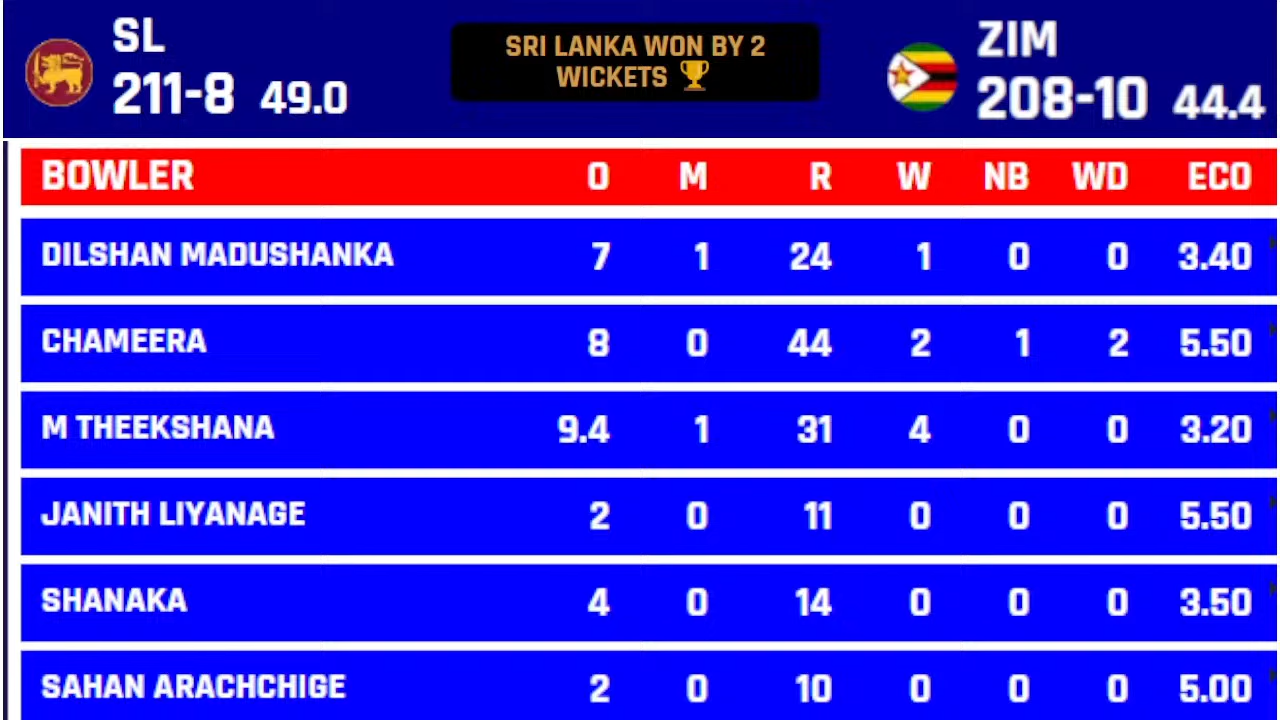 SL
211-8 49.0
SRI LANKA WON BY 2
WICKETS 🏆
ZIM
208-10 44.4
BOWLER O M R W NB WD ECO
DILSHAN MADUSHANKA 7 1 24 1 0 0 3.40
CHAMEERA 8 0 44 2 1 2 5.50
M THEEKSHANA 9.4 1 31 4 0 0 3.20
JANITH LIYANAGE 2 0 11 0 0 0 5.50
SHANAKA 4 0 14 0 0 0 3.50
SAHAN ARACHCHIGE 2 0 10 0 0 0 5.00